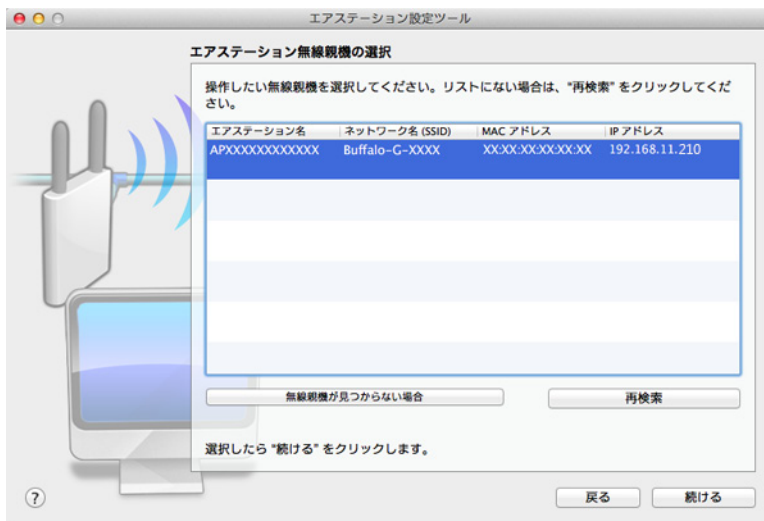 エアステーション設定ツール
エアステーション無線親機の選択
操作したい無線親機を選択してください。リストにない場合は、"再検索" をクリックしてくだ
さい。
エアステーション名 ネットワーク名 (SSID) MAC アドレス IP アドレス
APXXXXXXXXXXXX Buffalo-G-XXXX XX:XX:XX:XX:XX:XX 192.168.11.210
無線親機が見つからない場合 再検索
選択したら "続ける" をクリックします。
? 戻る 続ける